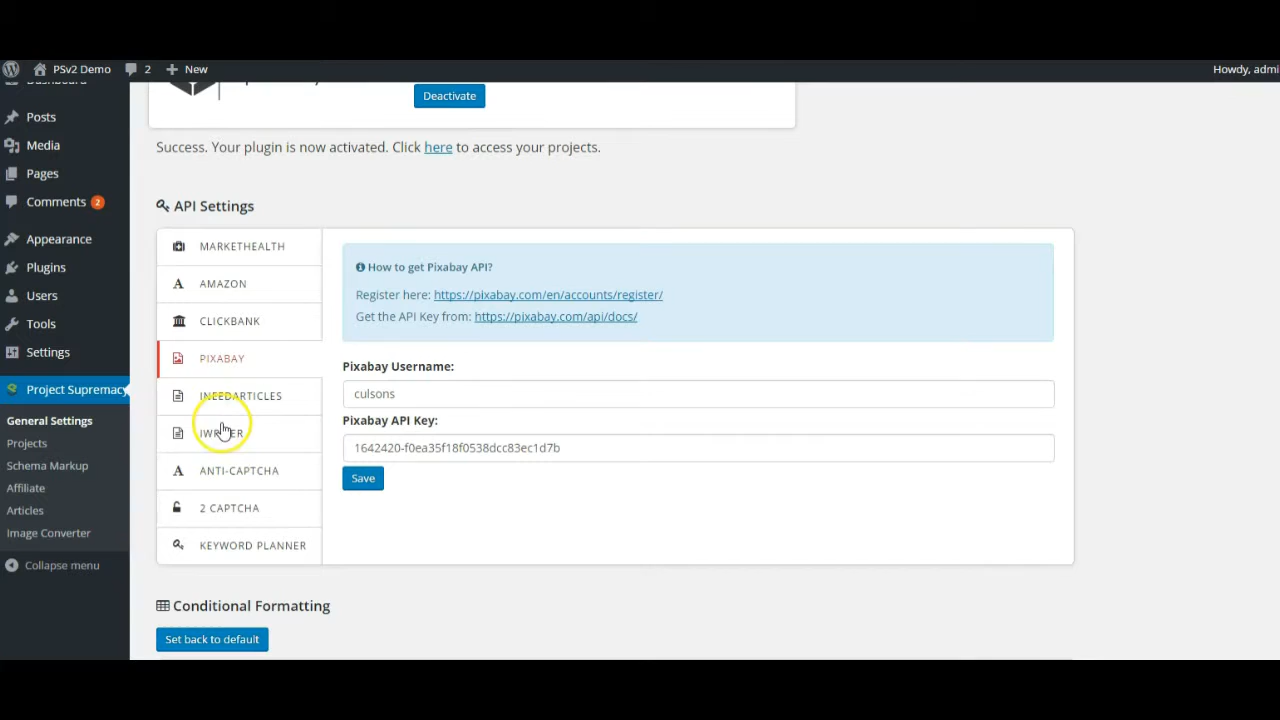 PSv2 Demo
2
New
Howdy, admi
Posts
Media
Pages
Comments 2
Appearance
Plugins
Users
Tools
Settings
Project Supremacy
General Settings
Projects
Schema Markup
Affiliate
Articles
Image Converter
Collapse menu
Deactivate
Success. Your plugin is now activated. Click here to access your projects.
API Settings
MARKETHEALTH
AMAZON
CLICKBANK
PIXABAY
INEEDARTICLES
IWRITER
ANTI-CAPTCHA
2 CAPTCHA
KEYWORD PLANNER
How to get Pixabay API?
Register here: https://pixabay.com/en/accounts/register/
Get the API Key from: https://pixabay.com/api/docs/
Pixabay Username:
culsons
Pixabay API Key:
1642420-f0ea35f18f0538dcc83ec1d7b
Save
Conditional Formatting
Set back to default